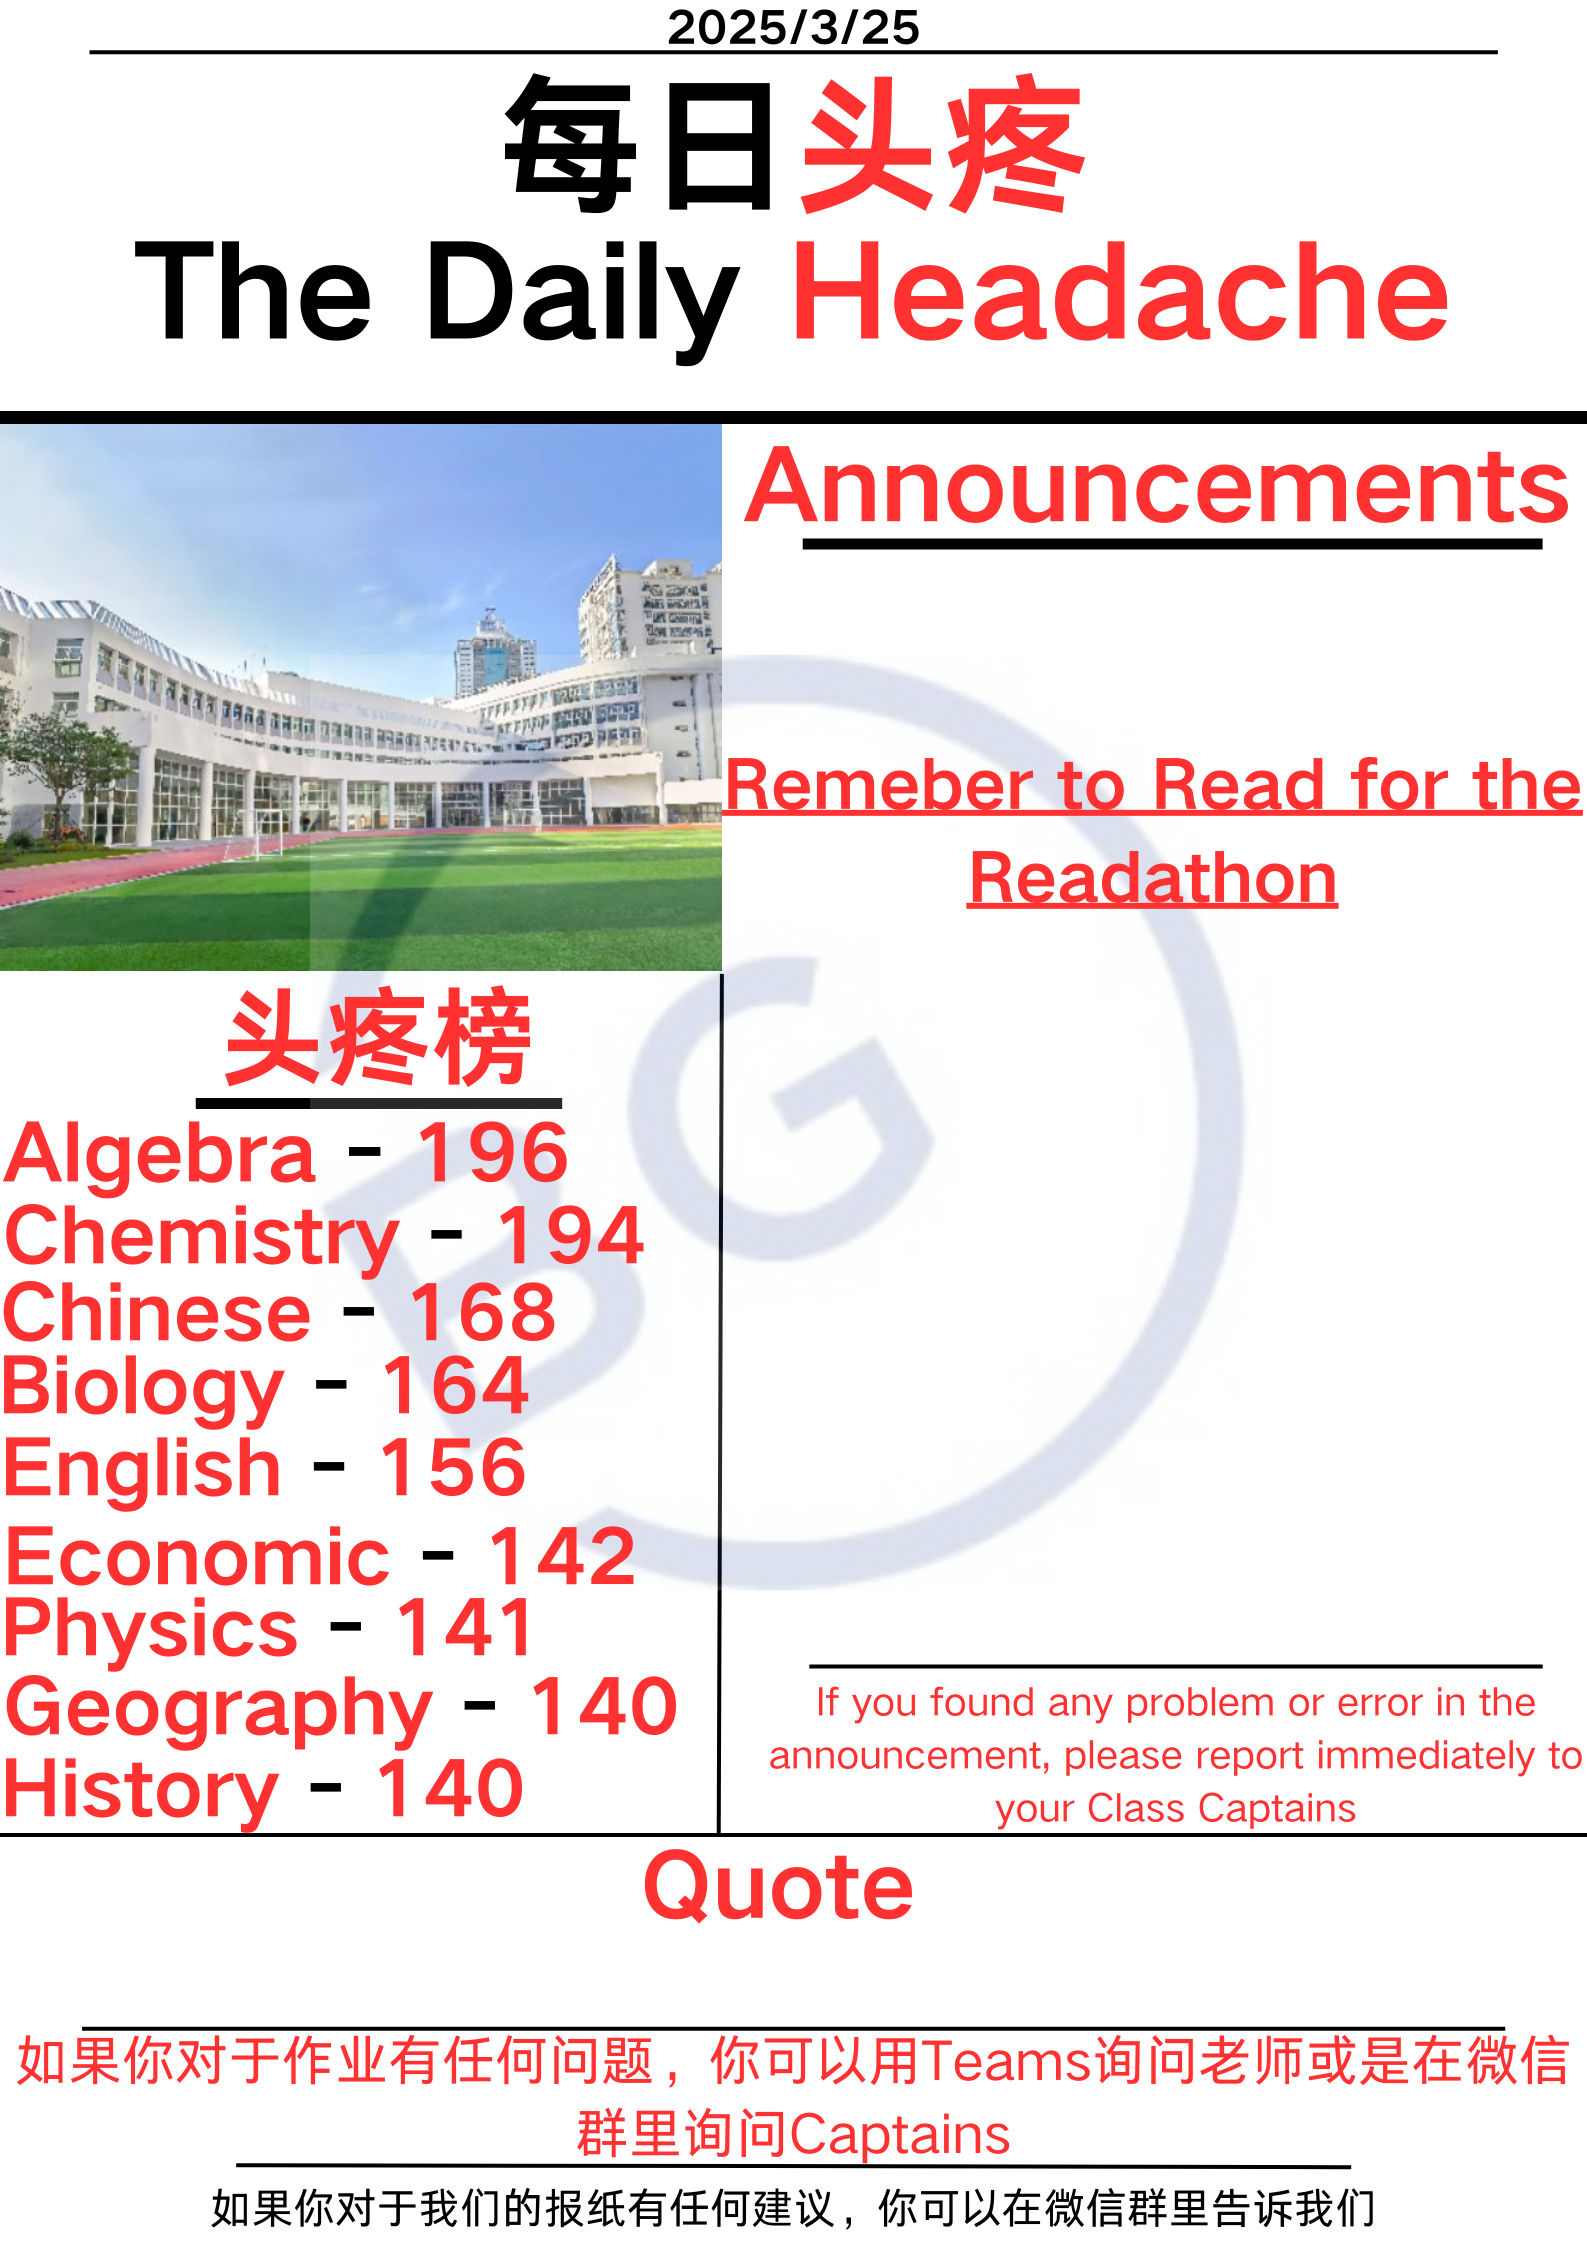 2025/3/25
每日头疼
The Daily Headache
Announcements
Remeber to Read for the
Readathon
头疼榜
Algebra - 196
Chemistry - 194
Chinese - 168
Biology - 164
English - 156
Economic - 142
Physics - 141
Geography - 140
History - 140
BG
If you found any problem or error in the
announcement, please report immediately to
your Class Captains
Quote
如果你对于作业有任何问题，你可以用Teams询问老师或是在微信
群里询问Captains
如果你对于我们的报纸有任何建议，你可以在微信群里告诉我们